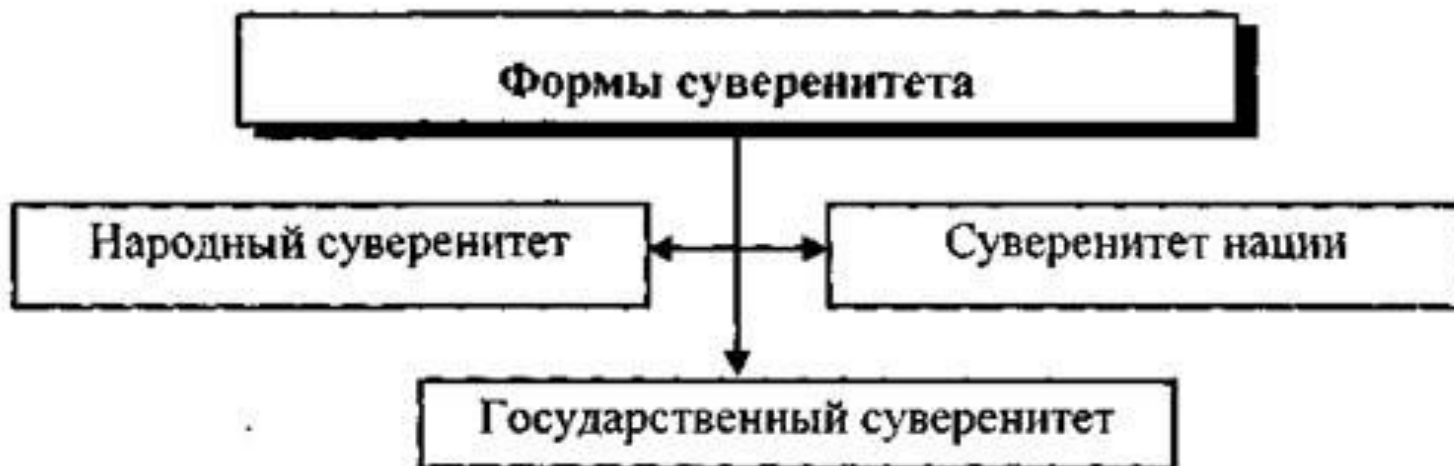 Формы суверенитета
Народный суверенитет
Суверенитет нации
Государственный суверенитет